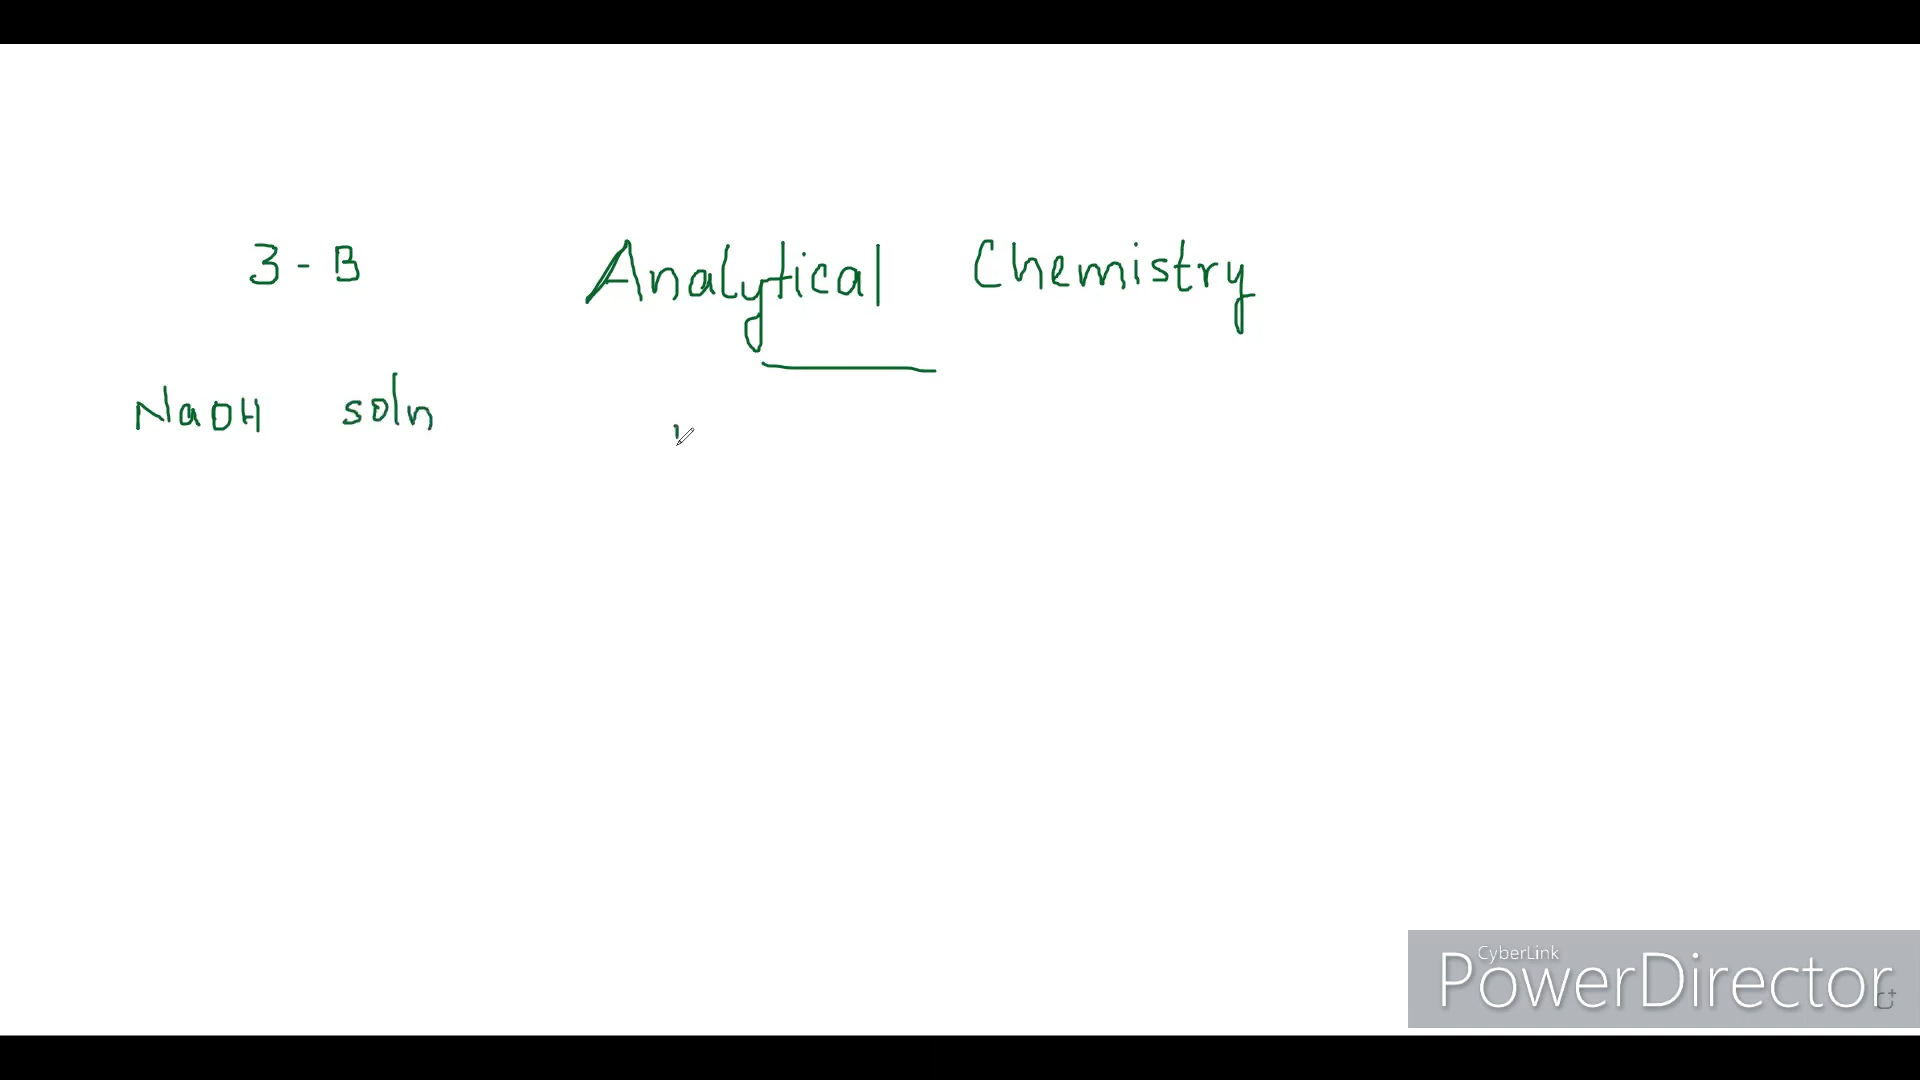 3 - B Analytical Chemistry
NaOH soln
CyberLink
PowerDirector